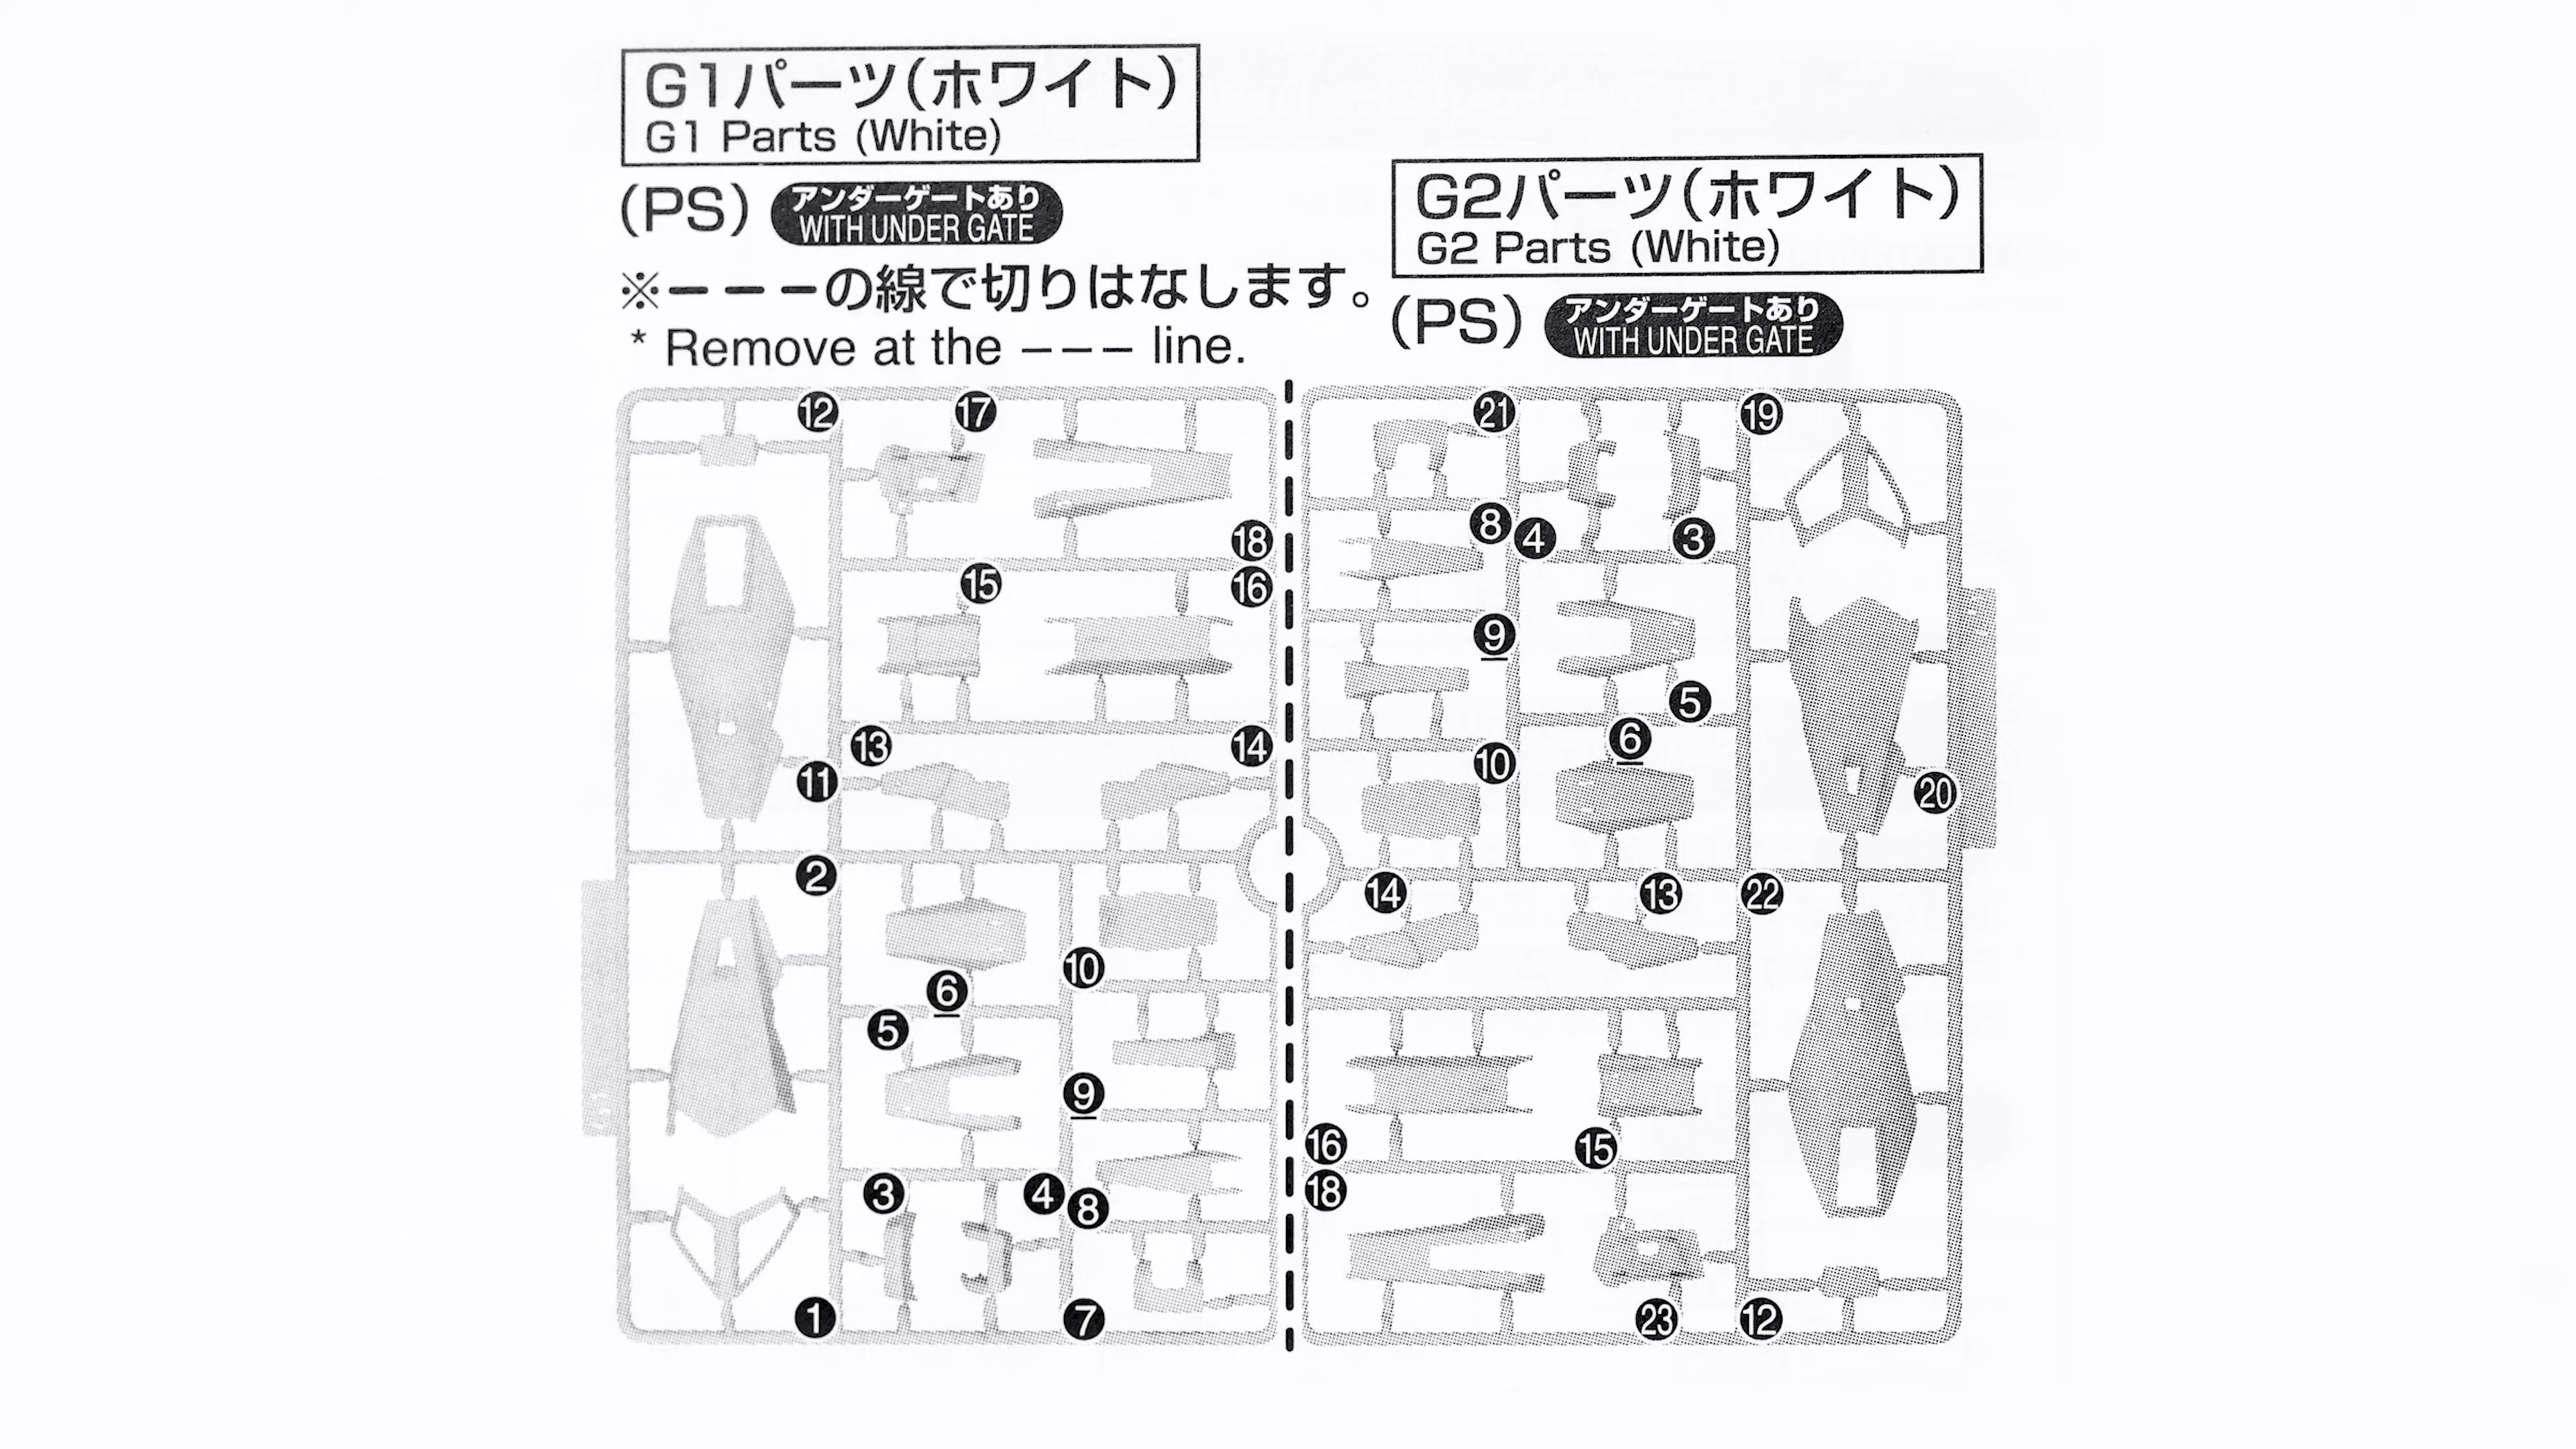 G1パーツ(ホワイト)
G1 Parts (White)
(PS) アンダーゲートあり
WITH UNDER GATE
※---の線で切りはなします。
* Remove at the --- line.
12 17
18
15 16
13 14
11
2
10
6
5
9
3 4 8
1 7
G2パーツ(ホワイト)
G2 Parts (White)
(PS) アンダーゲートあり
WITH UNDER GATE
21 19
8 4 3
9
5
6
10 20
14 13 22
16 15
18
23 12